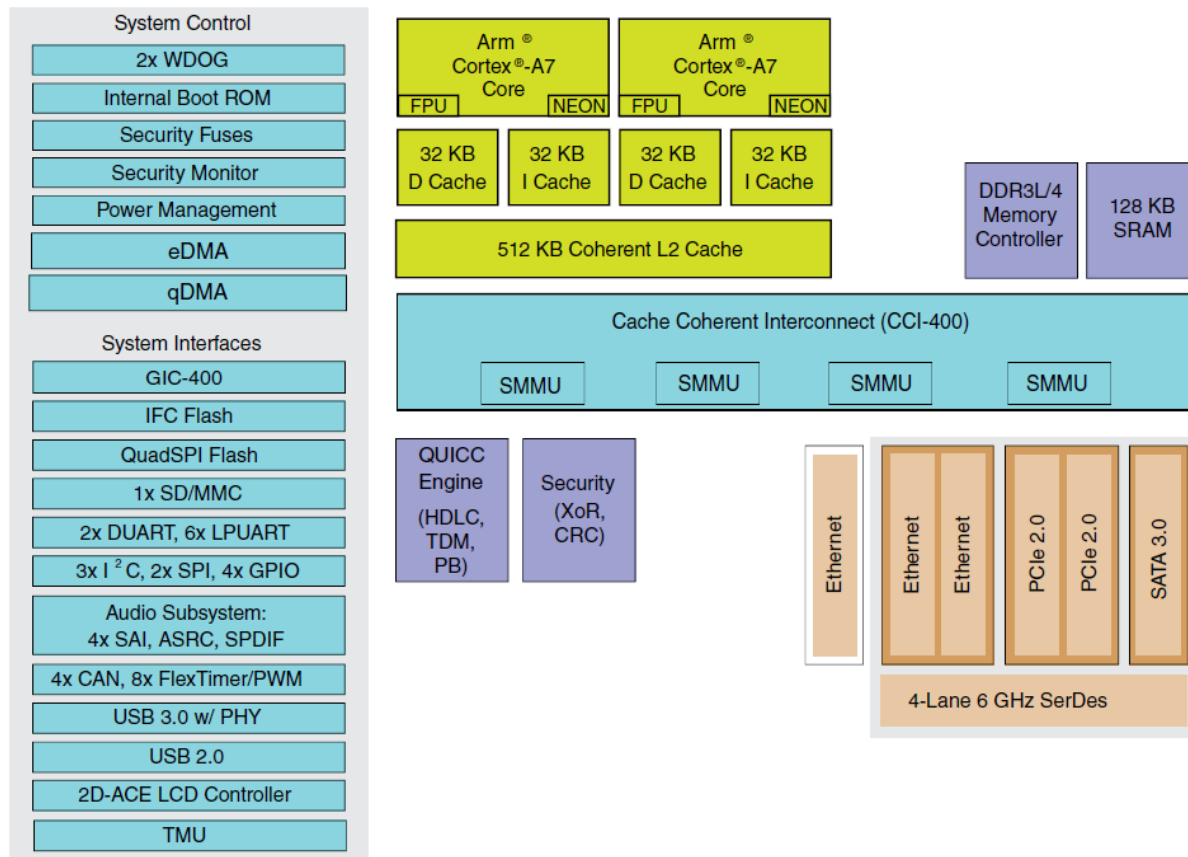 System Control
2x WDOG
Internal Boot ROM
Security Fuses
Security Monitor
Power Management
eDMA
qDMA
System Interfaces
GIC-400
IFC Flash
QuadSPI Flash
1x SD/MMC
2x DUART, 6x LPUART
3x I ² C, 2x SPI, 4x GPIO
Audio Subsystem:
4x SAI, ASRC, SPDIF
4x CAN, 8x FlexTimer/PWM
USB 3.0 w/ PHY
USB 2.0
2D-ACE LCD Controller
TMU
Arm ®
Cortex®-A7
Core
FPU
NEON
Arm ®
Cortex®-A7
Core
FPU
NEON
32 KB
D Cache
32 KB
I Cache
32 KB
D Cache
32 KB
I Cache
512 KB Coherent L2 Cache
DDR3L/4
Memory
Controller
128 KB
SRAM
Cache Coherent Interconnect (CCI-400)
SMMU
SMMU
SMMU
SMMU
QUICC
Engine
(HDLC,
TDM,
PB)
Security
(XoR,
CRC)
Ethernet
Ethernet
Ethernet
PCIe 2.0
PCIe 2.0
SATA 3.0
4-Lane 6 GHz SerDes